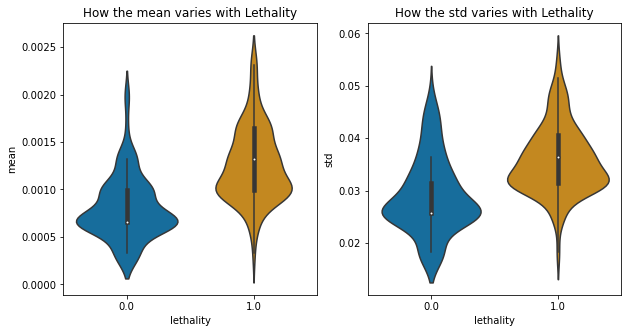 How the mean varies with Lethality
mean
0.0025
0.0020
0.0015
0.0010
0.0005
0.0000
0.0
1.0
lethality
How the std varies with Lethality
std
0.06
0.05
0.04
0.03
0.02
0.0
1.0
lethality